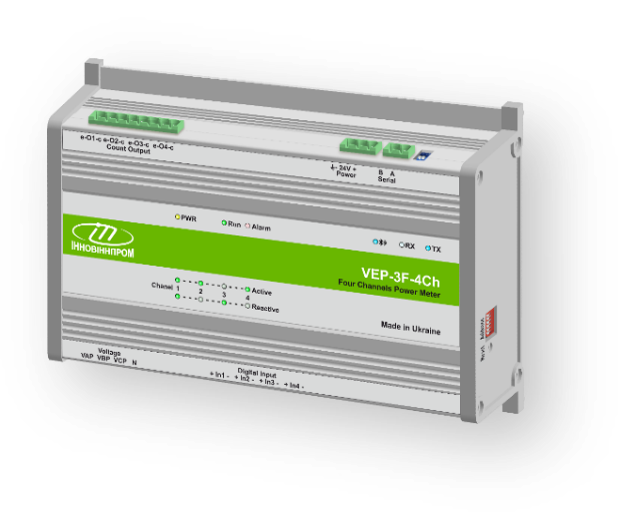 e-O1-c e-O2-c e-O3-c e-O4-c
Count Output
⏚ 24V +
Power
B A
Serial
PWR
Run Alarm
RX TX
ІННОВІННПРОМ
VEP-3F-4Ch
Four Channels Power Meter
Chanel 1 2 3 4 Active
Reactive
Made in Ukraine
Voltage
VAP VBP VCP N
Digital Input
+ In1 - + In2 - + In3 - + In4 -